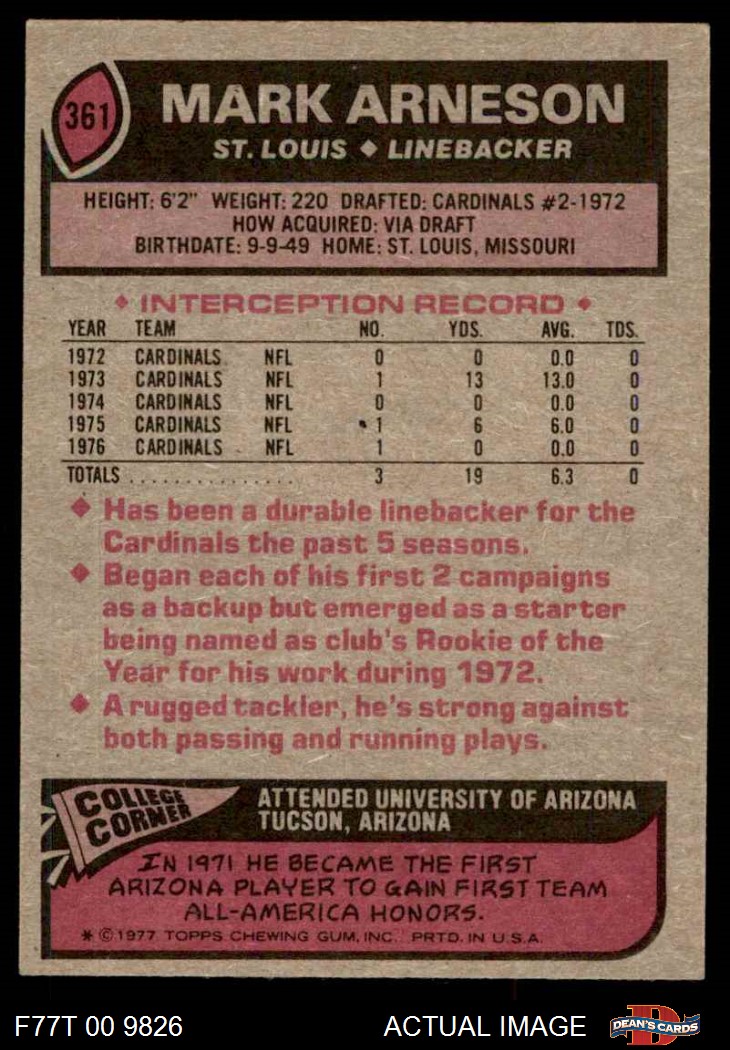 361
MARK ARNESON
ST. LOUIS ♦ LINEBACKER
HEIGHT: 6'2" WEIGHT: 220 DRAFTED: CARDINALS #2-1972
HOW ACQUIRED: VIA DRAFT
BIRTHDATE: 9-9-49 HOME: ST. LOUIS, MISSOURI
♦ INTERCEPTION RECORD ♦
YEAR TEAM NO. YDS. AVG. TDS.
1972 CARDINALS NFL 0 0 0.0 0
1973 CARDINALS NFL 1 13 13.0 0
1974 CARDINALS NFL 0 0 0.0 0
1975 CARDINALS NFL 1 6 6.0 0
1976 CARDINALS NFL 1 0 0.0 0
TOTALS ................ 3 19 6.3 0
♦ Has been a durable linebacker for the
Cardinals the past 5 seasons.
♦ Began each of his first 2 campaigns
as a backup but emerged as a starter
being named as club's Rookie of the
Year for his work during 1972.
♦ A rugged tackler, he's strong against
both passing and running plays.
COLLEGE
CORNER
ATTENDED UNIVERSITY OF ARIZONA
TUCSON, ARIZONA
IN 1971 HE BECAME THE FIRST
ARIZONA PLAYER TO GAIN FIRST TEAM
ALL-AMERICA HONORS.
* © 1977 TOPPS CHEWING GUM, INC. PRTD. IN U.S.A.
F77T 00 9826 ACTUAL IMAGE
D
DEAN'S CARDS